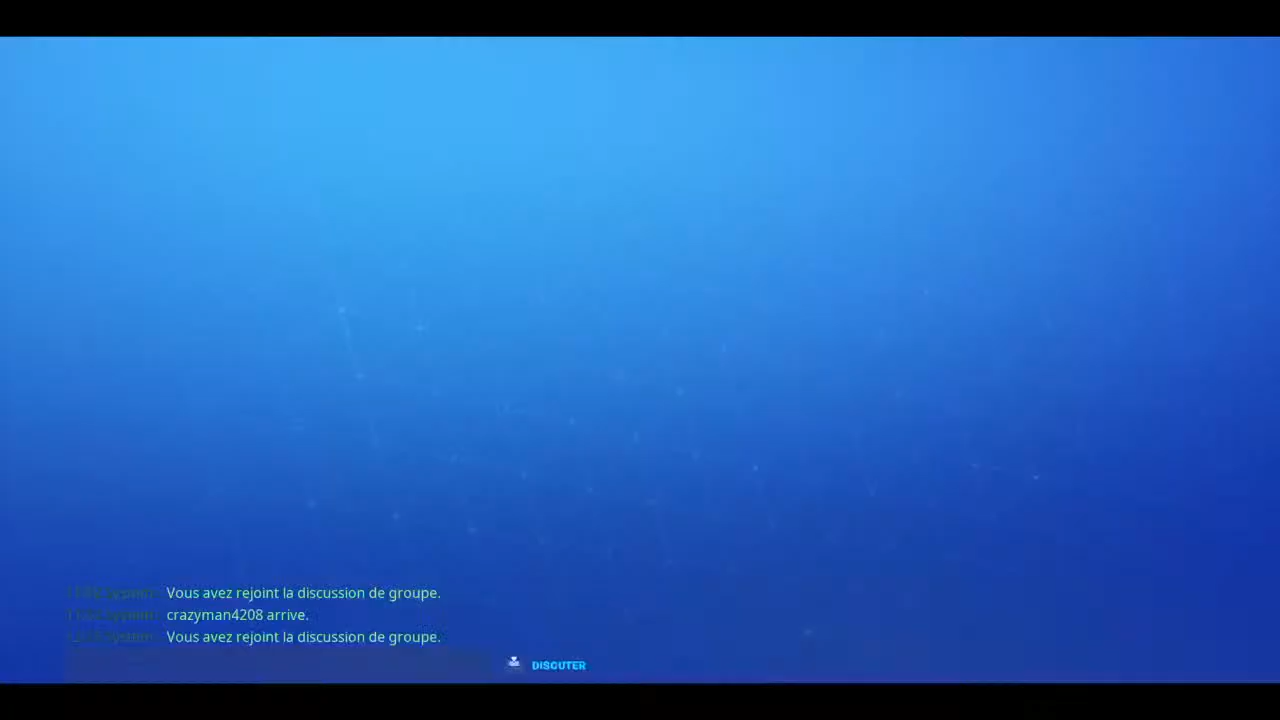 Vous avez rejoint la discussion de groupe.
crazyman4208 arrive.
Vous avez rejoint la discussion de groupe.
DISCUTER